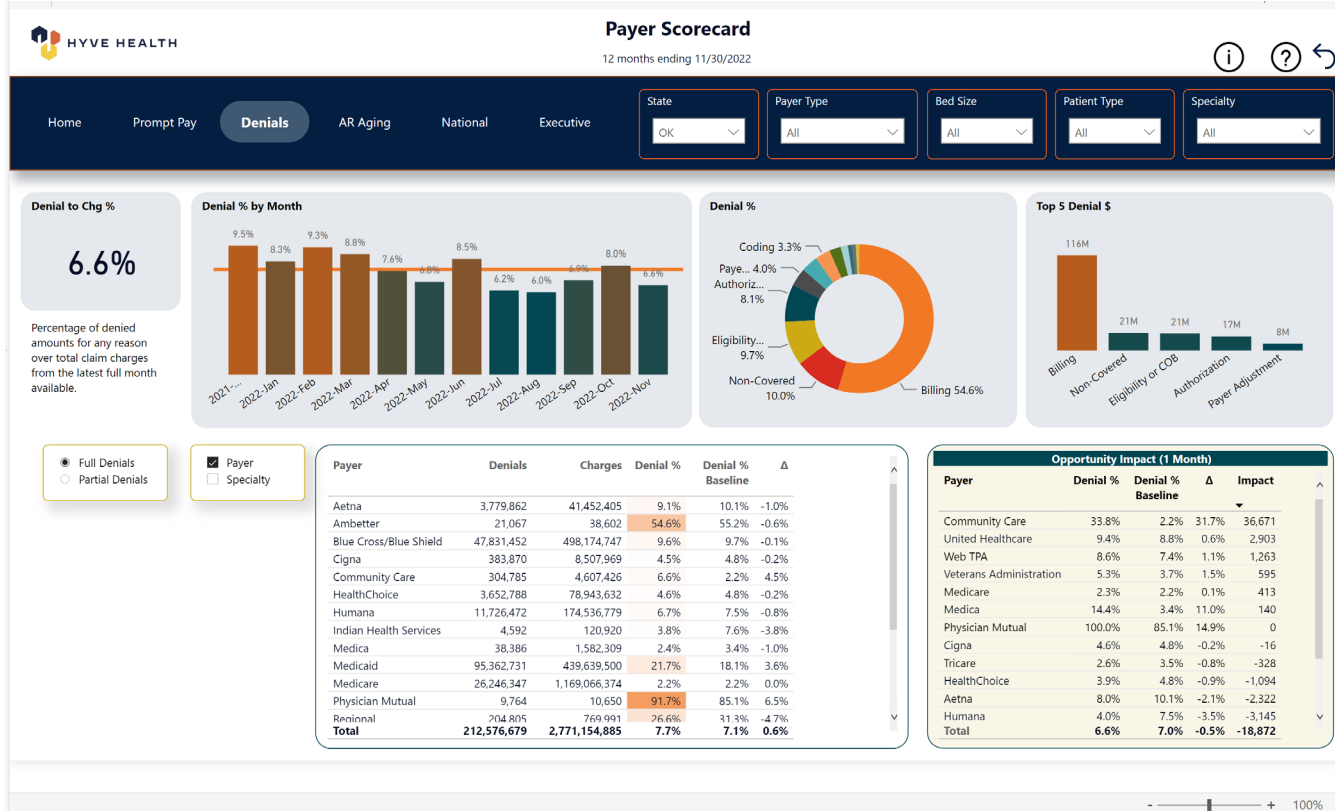 HYVE HEALTH
Payer Scorecard
12 months ending 11/30/2022
Home Prompt Pay Denials AR Aging National Executive
State Payer Type Bed Size Patient Type Specialty
OK All All All All
Denial to Chg %
6.6%
Percentage of denied
amounts for any reason
over total claim charges
from the latest full month
available.
Denial % by Month
9.5% 8.3% 9.3% 8.8% 7.6% 6.8% 8.5% 6.2% 6.0% 6.9% 8.0% 6.6%
2021-... 2022-Jan 2022-Feb 2022-Mar 2022-Apr 2022-May 2022-Jun 2022-Jul 2022-Aug 2022-Sep 2022-Oct 2022-Nov
Denial %
Coding 3.3%
Paye... 4.0%
Authoriz...
8.1%
Eligibility...
9.7%
Non-Covered
10.0%
Billing 54.6%
Top 5 Denial $
116M 21M 21M 17M 8M
Billing Non-Covered Eligibility or COB Authorization Payer Adjustment
Full Denials
Partial Denials
Payer
Specialty
Payer Denials Charges Denial % Denial % Δ
Baseline
Aetna 3,779,862 41,452,405 9.1% 10.1% -1.0%
Ambetter 21,067 38,602 54.6% 55.2% -0.6%
Blue Cross/Blue Shield 47,831,452 498,174,747 9.6% 9.7% -0.1%
Cigna 383,870 8,507,969 4.5% 4.8% -0.2%
Community Care 304,785 4,607,426 6.6% 2.2% 4.5%
HealthChoice 3,652,788 78,943,632 4.6% 4.8% -0.2%
Humana 11,726,472 174,536,779 6.7% 7.5% -0.8%
Indian Health Services 4,592 120,920 3.8% 7.6% -3.8%
Medica 38,386 1,582,309 2.4% 3.4% -1.0%
Medicaid 95,362,731 439,639,500 21.7% 18.1% 3.6%
Medicare 26,246,347 1,169,066,374 2.2% 2.2% 0.0%
Physician Mutual 9,764 10,650 91.7% 85.1% 6.5%
Regional 204,805 769,991 26.6% 31.3% -4.7%
Total 212,576,679 2,771,154,885 7.7% 7.1% 0.6%
Opportunity Impact (1 Month)
Payer Denial % Denial % Δ Impact
Baseline
Community Care 33.8% 2.2% 31.7% 36,671
United Healthcare 9.4% 8.8% 0.6% 2,903
Web TPA 8.6% 7.4% 1.1% 1,263
Veterans Administration 5.3% 3.7% 1.5% 595
Medicare 2.3% 2.2% 0.1% 413
Medica 14.4% 3.4% 11.0% 140
Physician Mutual 100.0% 85.1% 14.9% 0
Cigna 4.6% 4.8% -0.2% -16
Tricare 2.6% 3.5% -0.8% -328
HealthChoice 3.9% 4.8% -0.9% -1,094
Aetna 8.0% 10.1% -2.1% -2,322
Humana 4.0% 7.5% -3.5% -3,145
Total 6.6% 7.0% -0.5% -18,872
- + 100%